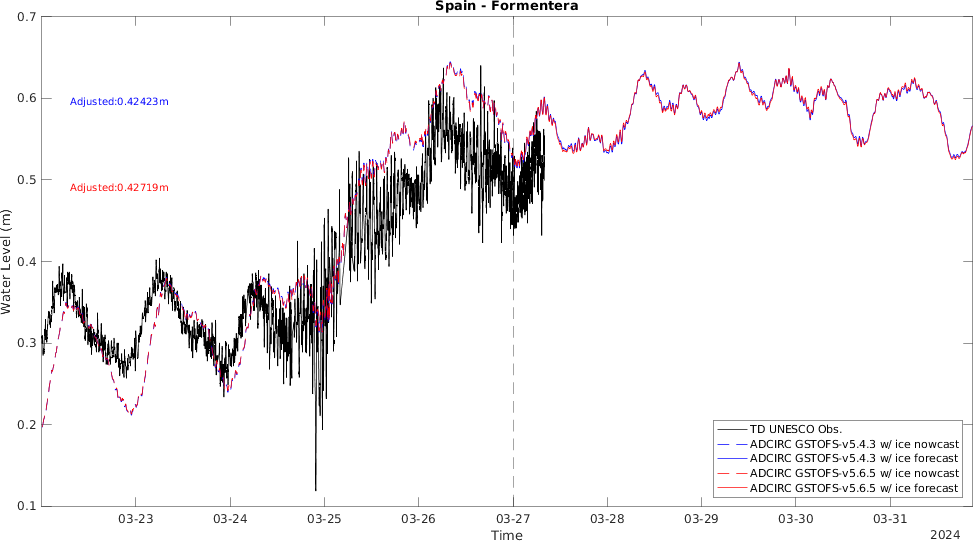 Spain - Formentera
0.7
0.6
0.5
0.4
0.3
0.2
0.1
Water Level (m)
Adjusted:0.42423m
Adjusted:0.42719m
TD UNESCO Obs.
ADCIRC GSTOFS-v5.4.3 w/ ice nowcast
ADCIRC GSTOFS-v5.4.3 w/ ice forecast
ADCIRC GSTOFS-v5.6.5 w/ ice nowcast
ADCIRC GSTOFS-v5.6.5 w/ ice forecast
03-23 03-24 03-25 03-26 03-27 03-28 03-29 03-30 03-31
Time
2024